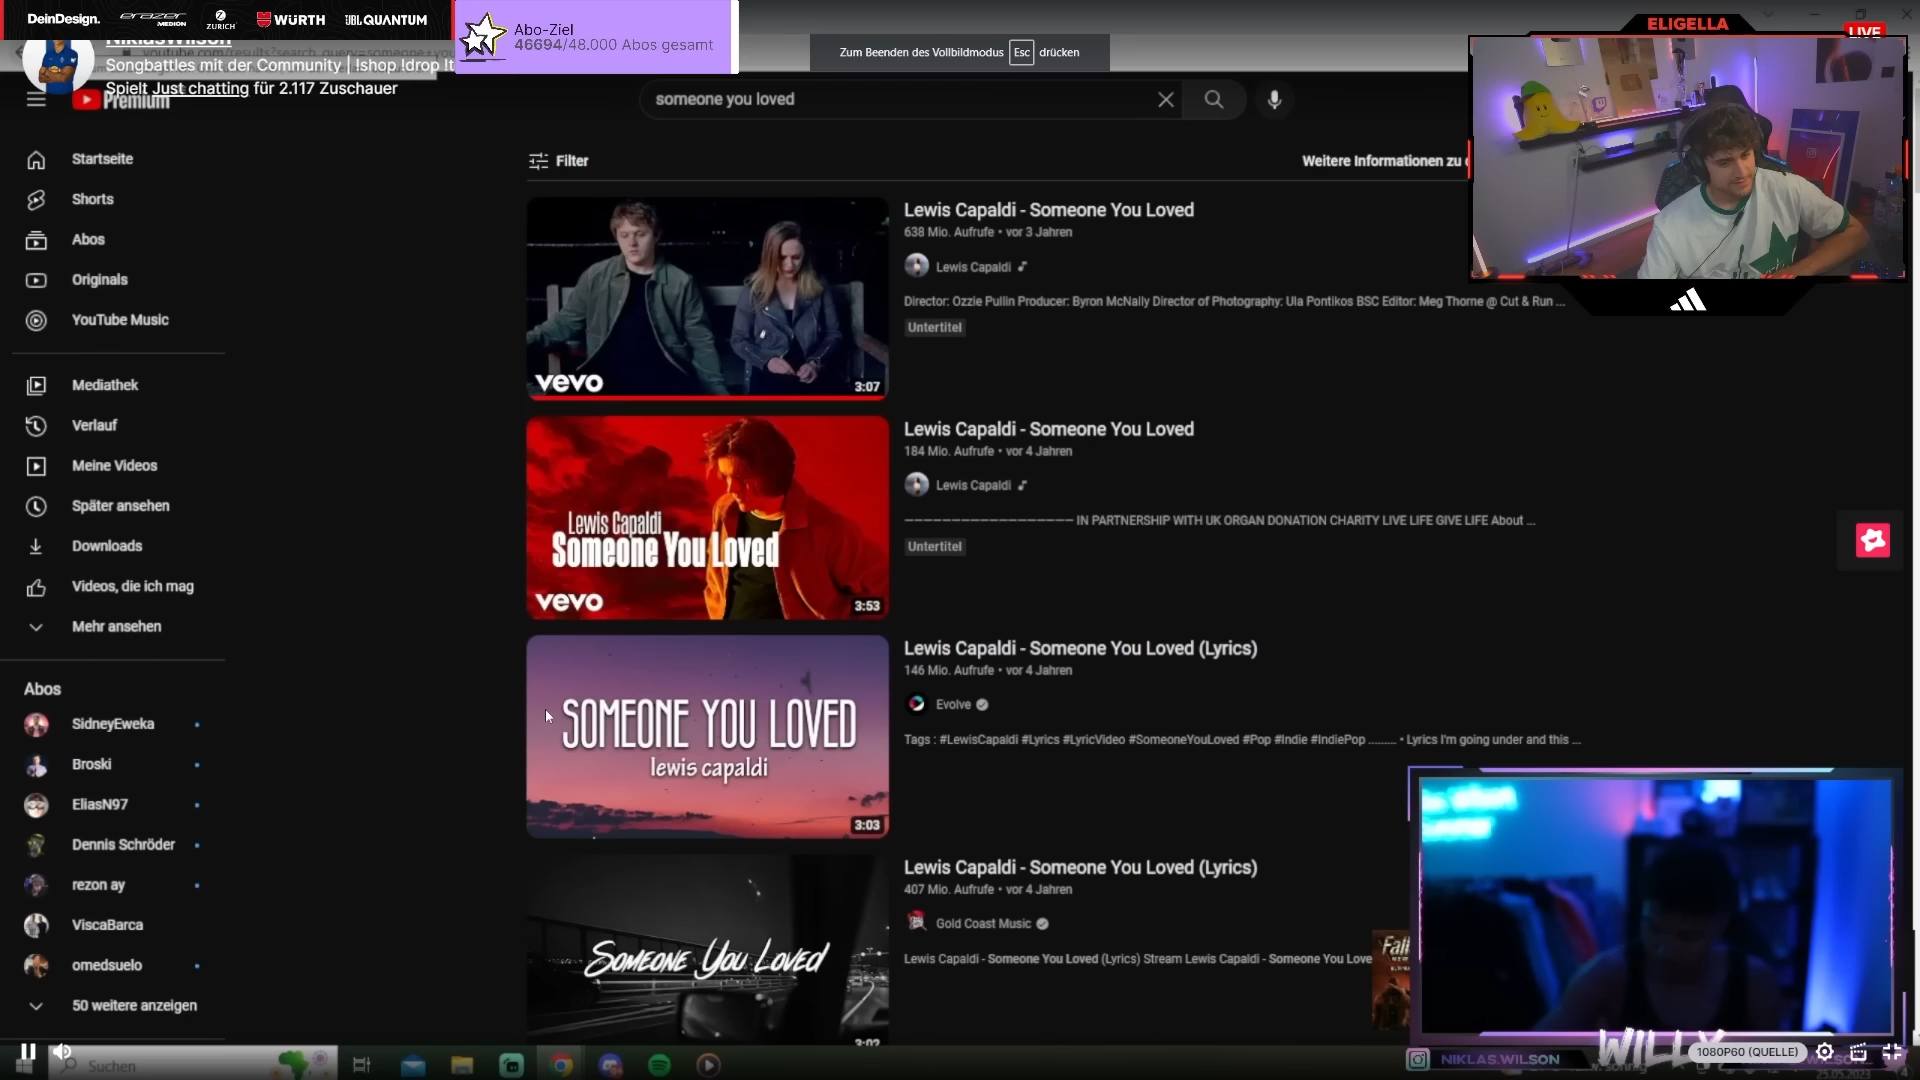 DeinDesign.
erazer
MEDION
ZURICH
WÜRTH
JBL QUANTUM
Abo-Ziel
46694/48.000 Abos gesamt
NiklasWilson
Songbattles mit der Community | !shop !drop !t
Spielt Just chatting für 2.117 Zuschauer
Premium
Zum Beenden des Vollbildmodus Esc drücken
ELIGELLA
LIVE
someone you loved
Startseite
Shorts
Abos
Originals
YouTube Music
Mediathek
Verlauf
Meine Videos
Später ansehen
Downloads
Videos, die ich mag
Mehr ansehen
Abos
SidneyEweka
Broski
EliasN97
Dennis Schröder
rezon ay
ViscaBarca
omedsuelo
50 weitere anzeigen
Filter
Weitere Informationen zu
vevo
3:07
Lewis Capaldi - Someone You Loved
638 Mio. Aufrufe • vor 3 Jahren
Lewis Capaldi
Director: Ozzie Pullin Producer: Byron McNally Director of Photography: Ula Pontikos BSC Editor: Meg Thorne @ Cut & Run ...
Untertitel
Lewis Capaldi
Someone You Loved
vevo
3:53
Lewis Capaldi - Someone You Loved
184 Mio. Aufrufe • vor 4 Jahren
Lewis Capaldi
IN PARTNERSHIP WITH UK ORGAN DONATION CHARITY LIVE LIFE GIVE LIFE About ...
Untertitel
SOMEONE YOU LOVED
lewis capaldi
3:03
Lewis Capaldi - Someone You Loved (Lyrics)
146 Mio. Aufrufe • vor 4 Jahren
Evolve
Tags : #LewisCapaldi #Lyrics #LyricVideo #SomeoneYouLoved #Pop #Indie #IndiePop ......... • Lyrics I'm going under and this ...
SOMEONE YOU LOVED
3:02
Lewis Capaldi - Someone You Loved (Lyrics)
407 Mio. Aufrufe • vor 4 Jahren
Gold Coast Music
Lewis Capaldi - Someone You Loved (Lyrics) Stream Lewis Capaldi - Someone You Love
Suchen
NIKLAS.WILSON
WILLY
1080P60 (QUELLE)
25.05.2023